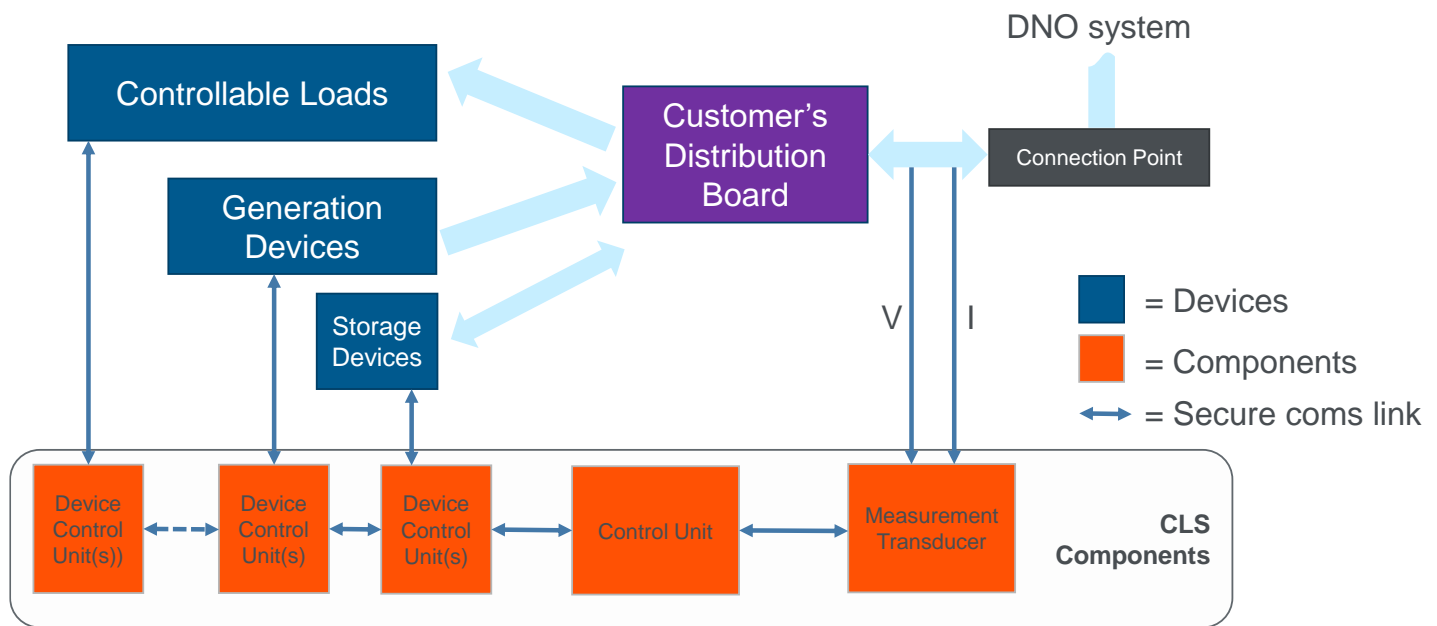 DNO system
Controllable Loads
Customer's
Distribution
Board
Connection Point
Generation
Devices
Storage
Devices
V
I
= Devices
= Components
= Secure coms link
Device
Control
Unit(s))
Device
Control
Unit(s)
Device
Control
Unit(s)
Control Unit
Measurement
Transducer
CLS
Components